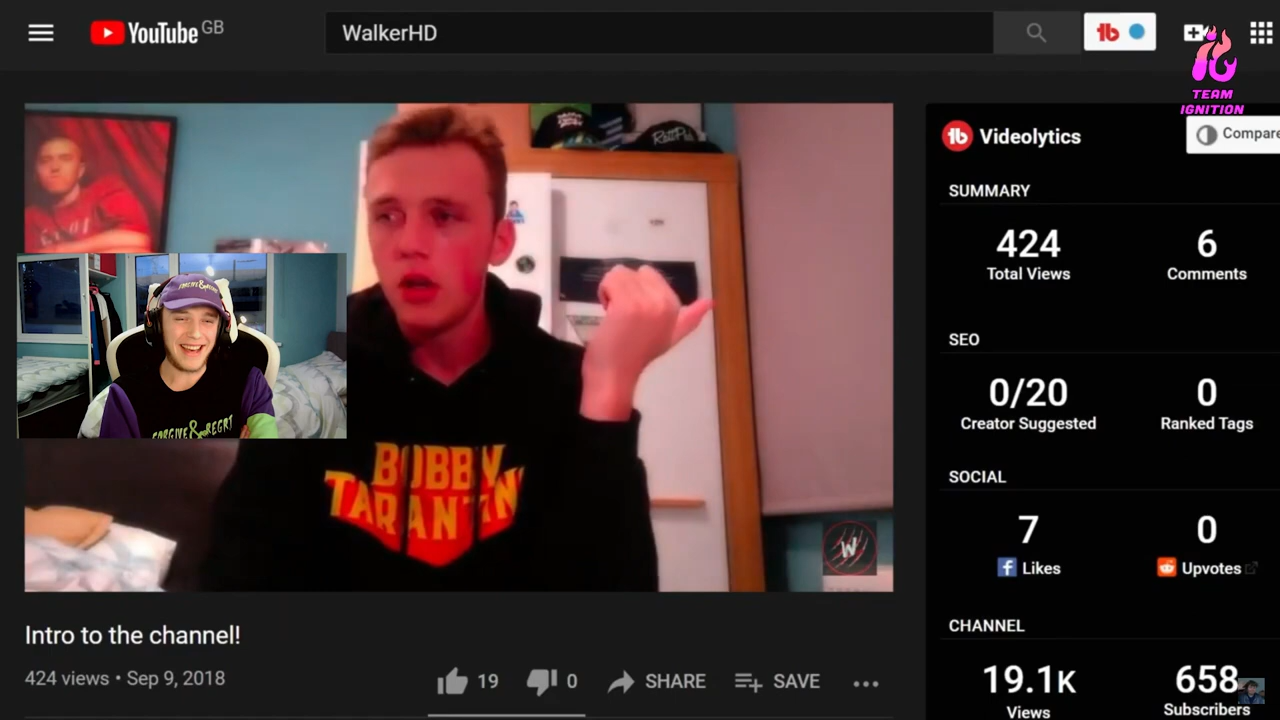 YouTube GB
WalkerHD
TEAM
IGNITION
Videolytics
Compare
SUMMARY
424
Total Views
6
Comments
SEO
0/20
Creator Suggested
0
Ranked Tags
SOCIAL
7
Likes
0
Upvotes
CHANNEL
19.1K
Views
658
Subscribers
BOBBY
TARANTIN
FORGIVE & REGRT
W
Intro to the channel!
424 views • Sep 9, 2018
19
0
SHARE
SAVE